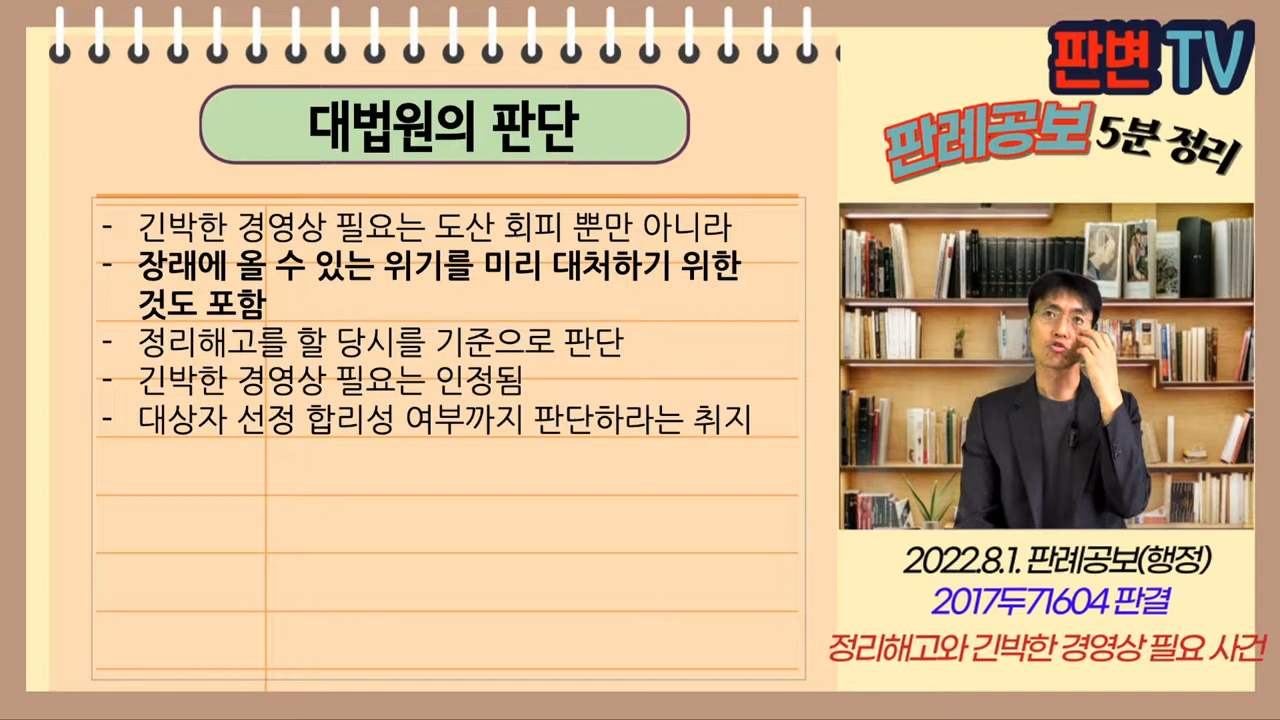 대법원의 판단
- 긴박한 경영상 필요는 도산 회피 뿐만 아니라
- 장래에 올 수 있는 위기를 미리 대처하기 위한
것도 포함
- 정리해고를 할 당시를 기준으로 판단
- 긴박한 경영상 필요는 인정됨
- 대상자 선정 합리성 여부까지 판단하라는 취지
판변 TV
판례공보 5분 정리
2022.8.1. 판례공보(행정)
2017두71604 판결
정리해고와 긴박한 경영상 필요 사건